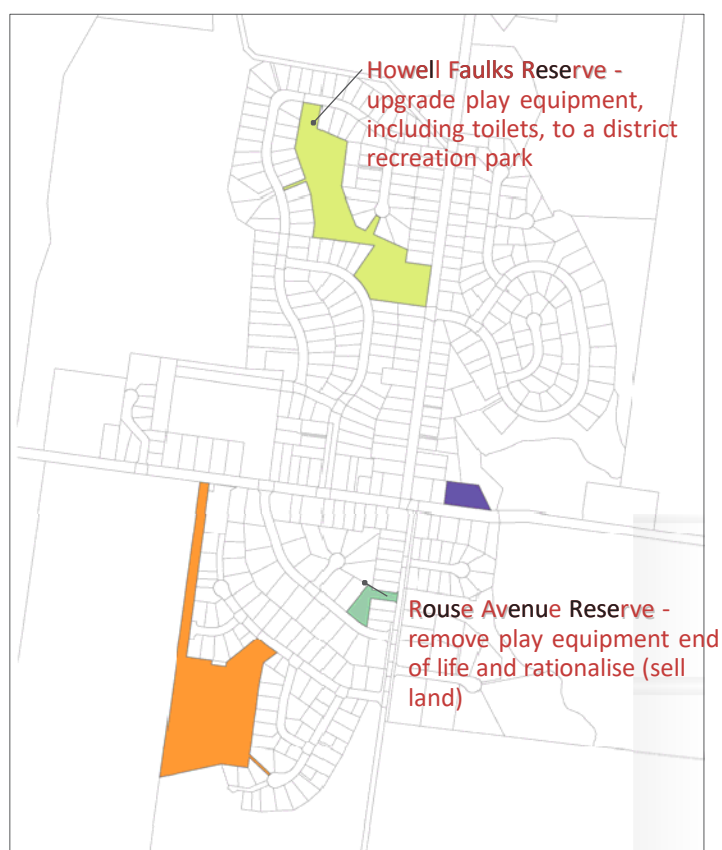 Howell Faulks Reserve -
upgrade play equipment,
including toilets, to a district
recreation park
Rouse Avenue Reserve -
remove play equipment end
of life and rationalise (sell
land)